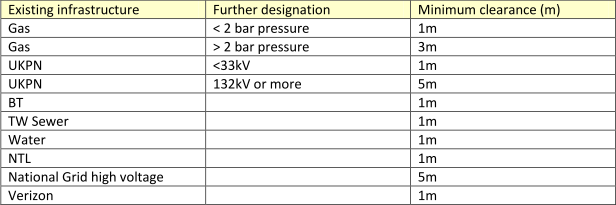 Existing infrastructure Further designation Minimum clearance (m)
Gas < 2 bar pressure 1m
Gas > 2 bar pressure 3m
UKPN <33kV 1m
UKPN 132kV or more 5m
BT 1m
TW Sewer 1m
Water 1m
NTL 1m
National Grid high voltage 5m
Verizon 1m